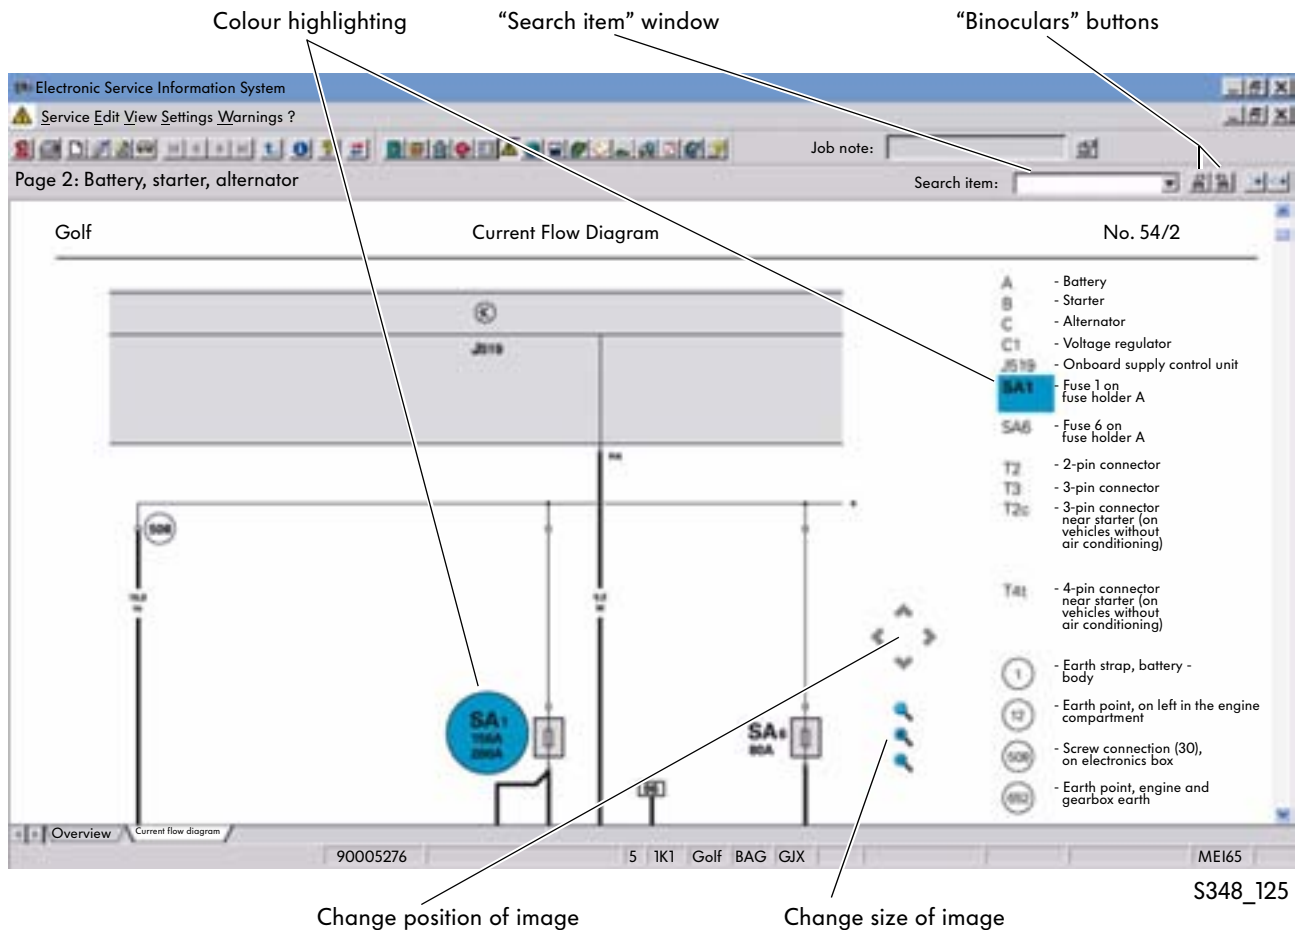 Colour highlighting
“Search item” window
“Binoculars” buttons
Electronic Service Information System
Service Edit View Settings Warnings ?
Job note:
Page 2: Battery, starter, alternator
Search item:
Golf
Current Flow Diagram
No. 54/2
K
J519
508
SA1
150A
200A
SA6
80A
A - Battery
B - Starter
C - Alternator
C1 - Voltage regulator
J519 - Onboard supply control unit
SA1 - Fuse 1 on
fuse holder A
SA6 - Fuse 6 on
fuse holder A
T2 - 2-pin connector
T3 - 3-pin connector
T2c - 3-pin connector
near starter (on
vehicles without
air conditioning)
T4t - 4-pin connector
near starter (on
vehicles without
air conditioning)
1 - Earth strap, battery -
body
12 - Earth point, on left in the engine
compartment
508 - Screw connection (30),
on electronics box
652 - Earth point, engine and
gearbox earth
Overview
Current flow diagram
90005276
5 1K1 Golf BAG GJX
MEI65
S348_125
Change position of image
Change size of image